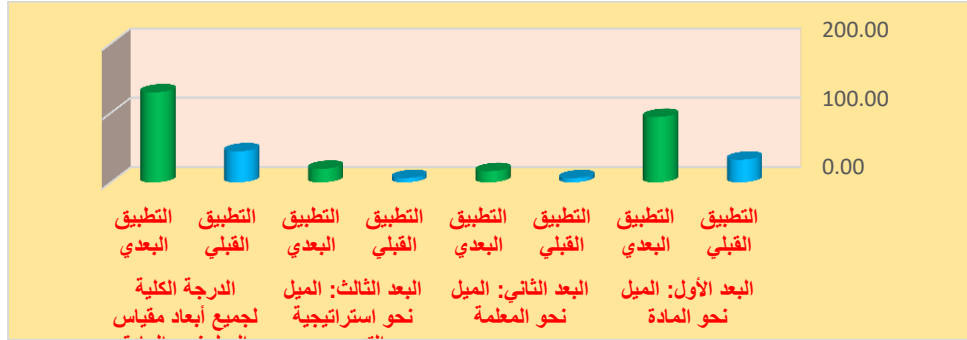 200.00
100.00
0.00
التطبيق التطبيق التطبيق التطبيق التطبيق التطبيق التطبيق التطبيق
القبلي البعدي القبلي البعدي القبلي البعدي القبلي البعدي
البعد الأول: الميل البعد الثاني: الميل البعد الثالث: الميل الدرجة الكلية
نحو المادة نحو المعلمة نحو استراتيجية لجميع أبعاد مقياس